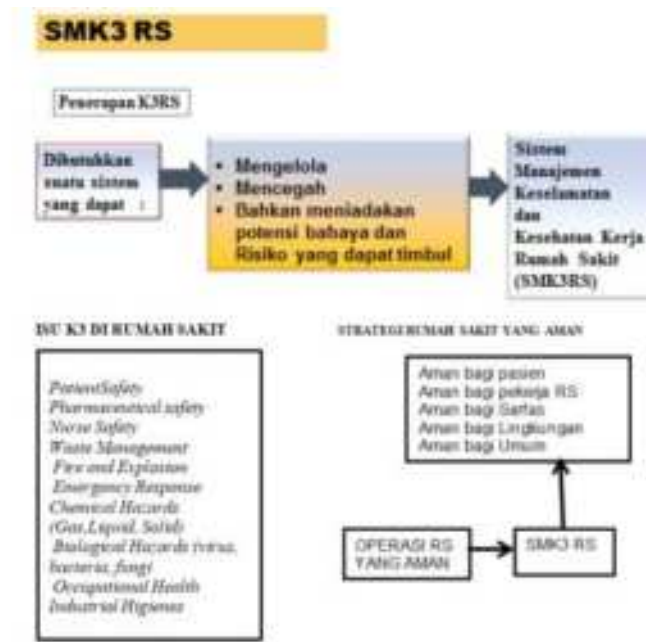 SMK3 RS
Penerapan K3RS
Dibutuhkan
suatu sistem
yang dapat :
• Mengelola
• Mencegah
• Bahkan meniadakan
potensi bahaya dan
Risiko yang dapat timbul
Sistem
Manajemen
Keselamatan
dan
Kesehatan Kerja
Rumah Sakit
(SMK3RS)
ISU K3 DI RUMAH SAKIT
PatientSafety
Pharmaceutical safety
Nurse Safety
Waste Management
Fire and Explosion
Emergency Response
Chemical Hazards
(Gas,Liquid, Solid)
Biological Hazards (virus,
bacteria, fungi
Occupational Health
Industrial Higiene
STRATEGI RUMAH SAKIT YANG AMAN
Aman bagi pasien
Aman bagi pekerja RS
Aman bagi Sarfas
Aman bagi Lingkungan
Aman bagi Umum
OPERASI RS
YANG AMAN
SMK3 RS